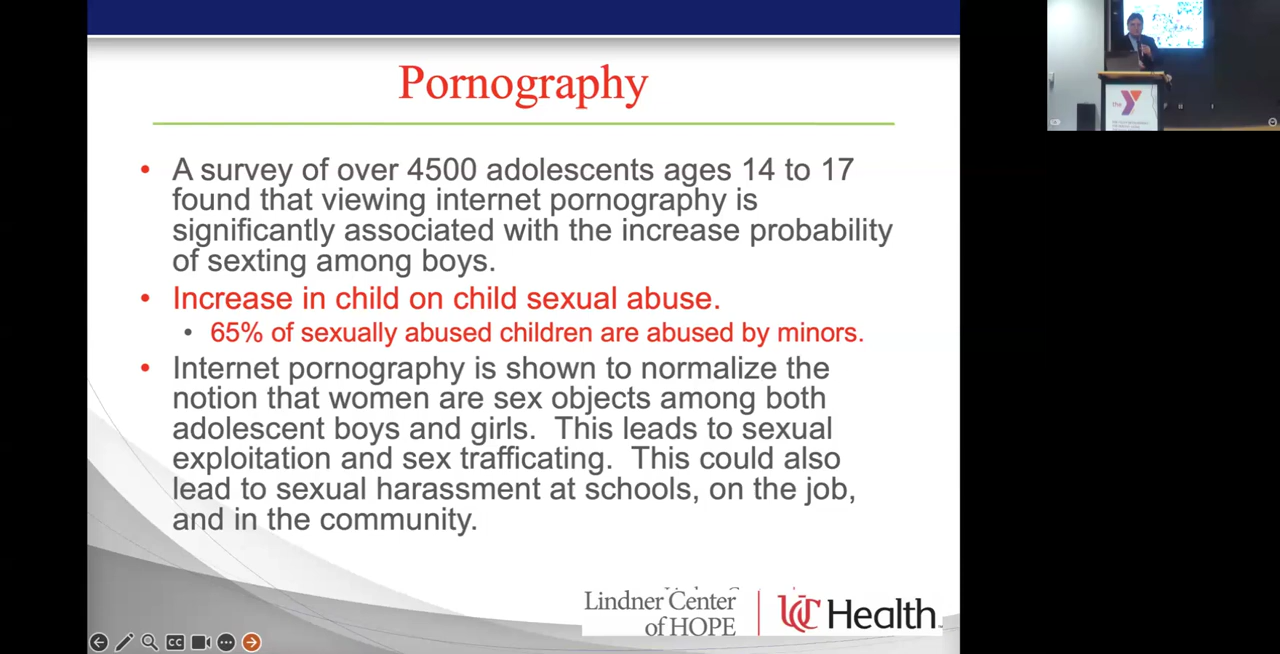 Pornography
• A survey of over 4500 adolescents ages 14 to 17
found that viewing internet pornography is
significantly associated with the increase probability
of sexting among boys.
• Increase in child on child sexual abuse.
• 65% of sexually abused children are abused by minors.
• Internet pornography is shown to normalize the
notion that women are sex objects among both
adolescent boys and girls. This leads to sexual
exploitation and sex trafficating. This could also
lead to sexual harassment at schools, on the job,
and in the community.
Lindner Center
of HOPE
UC Health
CC
the Y